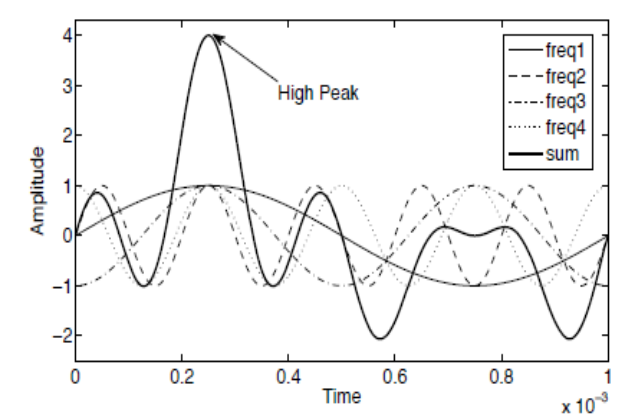 4
3
2
1
0
−1
−2
Amplitude
High Peak
freq1
freq2
freq3
freq4
sum
0 0.2 0.4 0.6 0.8 1
Time
x 10⁻³